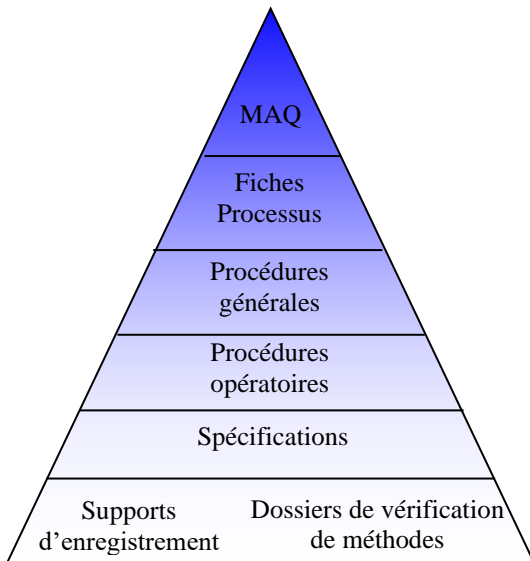 MAQ
Fiches
Processus
Procédures
générales
Procédures
opératoires
Spécifications
Supports
d'enregistrement
Dossiers de vérification
de méthodes